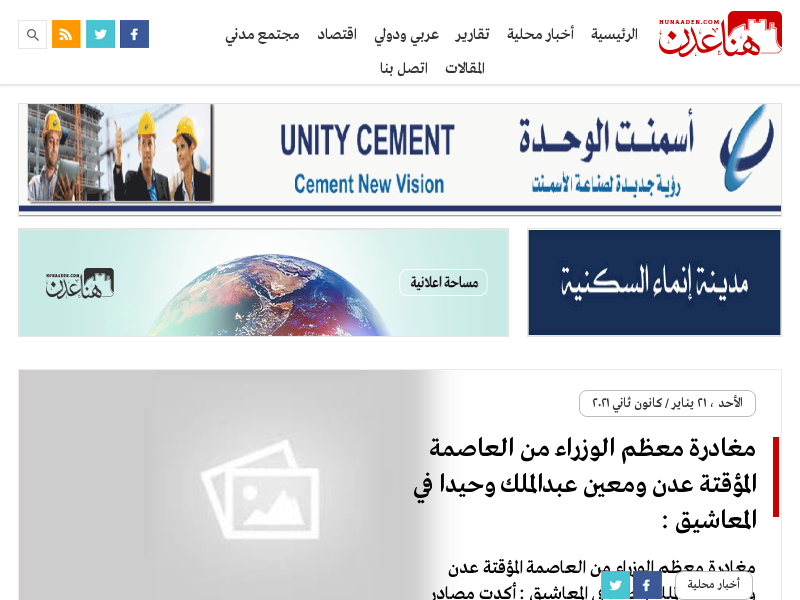 HUNAADEN.COM
هنا عدن
الرئيسية أخبار محلية تقارير عربي ودولي اقتصاد مجتمع مدني
المقالات اتصل بنا
أسمنت الوحدة
UNITY CEMENT
رؤية جديدة لصناعة الأسمنت
Cement New Vision
مدينة إنماء السكنية
مساحة اعلانية
HUNAADEN.COM
هنا عدن
الأحد ، ٢١ يناير / كانون ثاني ٢٠٢١
مغادرة معظم الوزراء من العاصمة
المؤقتة عدن ومعين عبدالملك وحيدا في
المعاشيق :
مغادرة معظم الوزراء من العاصمة المؤقتة عدن
أخبار محلية
المعاشيق : أكدت مصادر